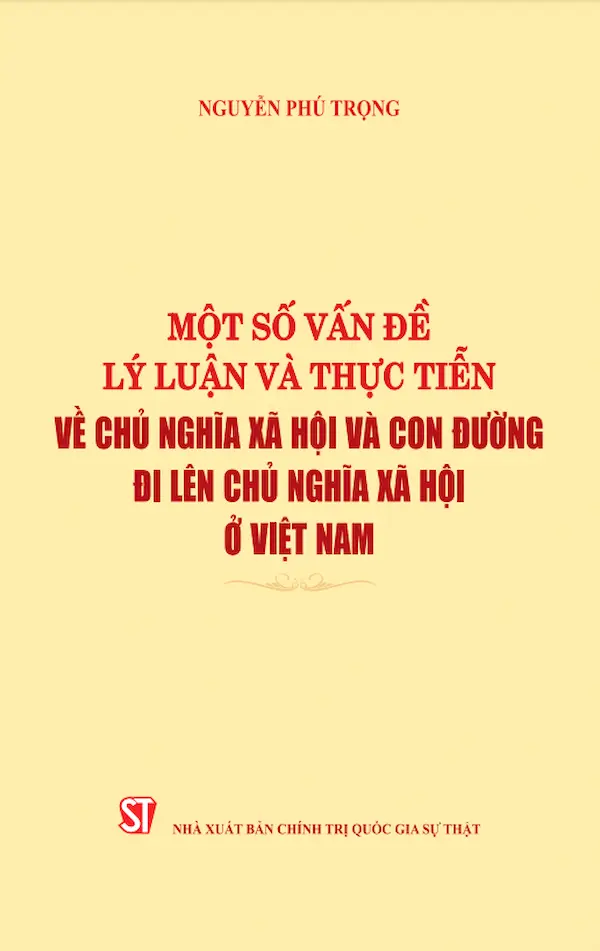 NGUYỄN PHÚ TRỌNG
MỘT SỐ VẤN ĐỀ
LÝ LUẬN VÀ THỰC TIỄN
VỀ CHỦ NGHĨA XÃ HỘI VÀ CON ĐƯỜNG
ĐI LÊN CHỦ NGHĨA XÃ HỘI
Ở VIỆT NAM
ST
NHÀ XUẤT BẢN CHÍNH TRỊ QUỐC GIA SỰ THẬT